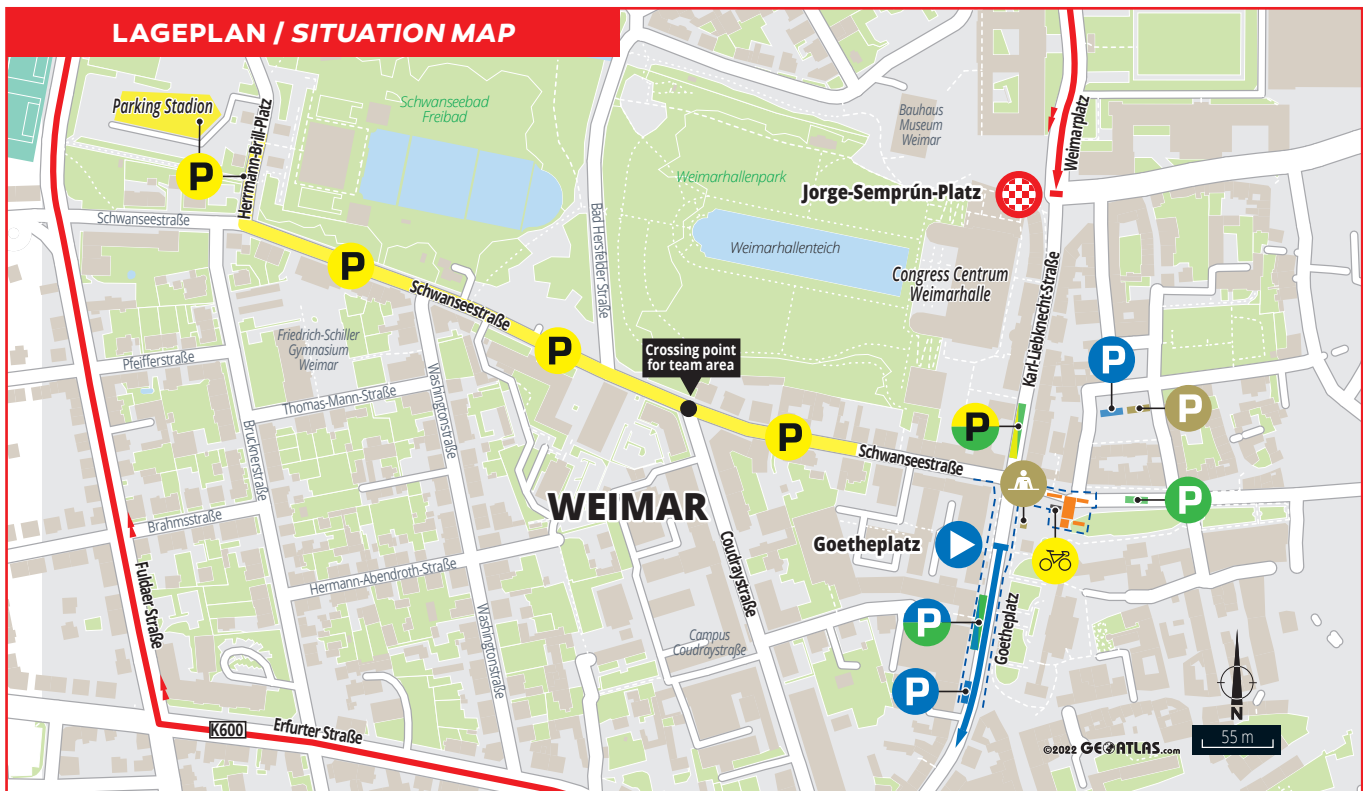 LAGEPLAN / SITUATION MAP
Parking Stadion
P
Hermann-Brill-Platz
Schwanseestraße
Schwanseebad
Freibad
Bad Hersfelder Straße
Weimarhallenpark
Weimarhallenteich
Bauhaus
Museum
Weimar
Jorge-Semprún-Platz
Weimarplatz
Congress Centrum
Weimarhalle
Karl-Liebknecht-Straße
P
Schwanseestraße
P
Friedrich-Schiller
Gymnasium
Weimar
Pfeifferstraße
Thomas-Mann-Straße
Washingtonstraße
Brucknerstraße
Crossing point
for team area
P
P
P
P
P
Schwanseestraße
P
WEIMAR
Brahmsstraße
Fuldaer Straße
Hermann-Abendroth-Straße
Washingtonstraße
Coudraystraße
Campus
Coudraystraße
Goetheplatz
Goetheplatz
P
P
K600
Erfurter Straße
N
55 m
©2022 GEOATLAS.com